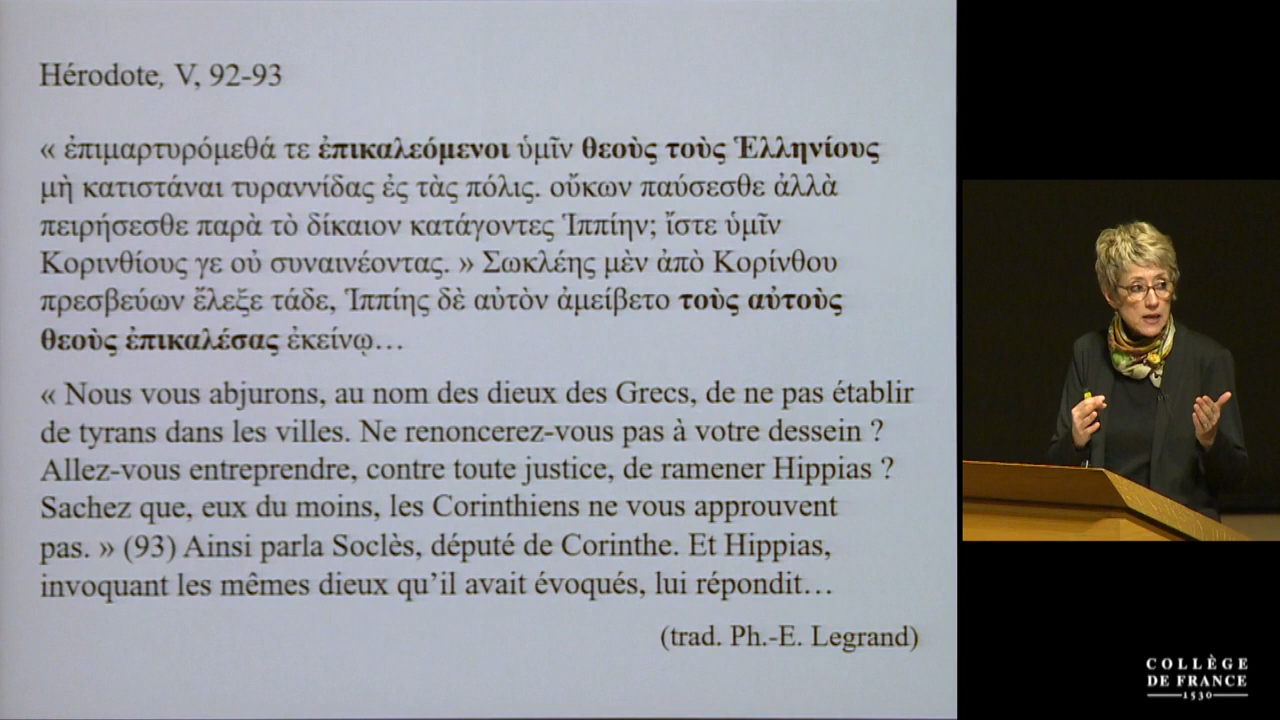 Hérodote, V, 92-93
« ἐπιμαρτυρόμεθά τε ἐπικαλεόμενοι ὑμῖν θεοὺς τοὺς Ἑλληνίους
μὴ κατιστάναι τυραννίδας ἐς τὰς πόλις. οὔκων παύσεσθε ἀλλὰ
πειρήσεσθε παρὰ τὸ δίκαιον κατάγοντες Ἱππίην; ἴστε ὑμῖν
Κορινθίους γε οὐ συναινέοντας. » Σωκλέης μὲν ἀπὸ Κορίνθου
πρεσβεύων ἔλεξε τάδε, Ἱππίης δὲ αὐτὸν ἀμείβετο τοὺς αὐτοὺς
θεοὺς ἐπικαλέσας ἐκείνῳ…
« Nous vous abjurons, au nom des dieux des Grecs, de ne pas établir
de tyrans dans les villes. Ne renoncerez-vous pas à votre dessein ?
Allez-vous entreprendre, contre toute justice, de ramener Hippias ?
Sachez que, eux du moins, les Corinthiens ne vous approuvent
pas. » (93) Ainsi parla Soclès, député de Corinthe. Et Hippias,
invoquant les mêmes dieux qu’il avait évoqués, lui répondit…
(trad. Ph.-E. Legrand)
COLLÈGE
DE FRANCE
1530